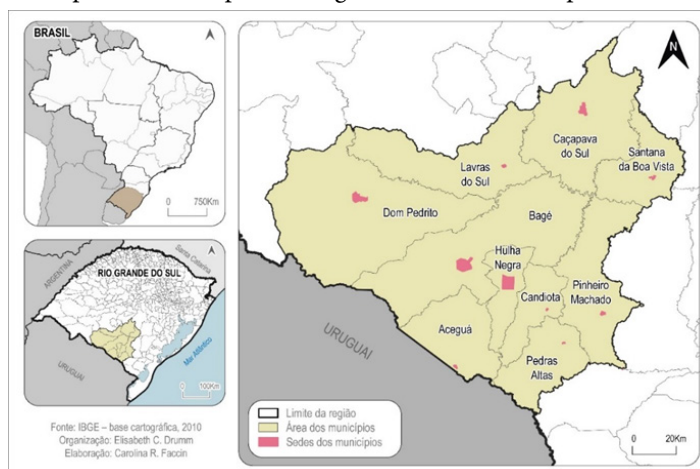 BRASIL
750Km
RIO GRANDE DO SUL
Santa Catarina
ARGENTINA
URUGUAI
Mar Atlântico
100Km
Fonte: IBGE – base cartográfica, 2010
Organização: Elisabeth C. Drumm
Elaboração: Carolina R. Faccin
N
Caçapava
do Sul
Santana
da Boa Vista
Lavras
do Sul
Dom Pedrito
Bagé
Hulha
Negra
Candiota
Pinheiro
Machado
Aceguá
Pedras
Altas
URUGUAI
Limite da região
Área dos municípios
Sedes dos municípios
0 20Km